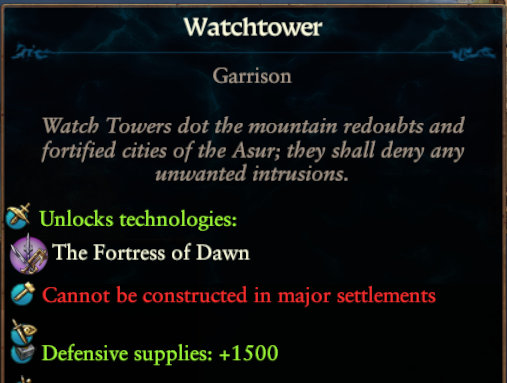 Watchtower
Garrison
Watch Towers dot the mountain redoubts and
fortified cities of the Asur; they shall deny any
unwanted intrusions.
Unlocks technologies:
The Fortress of Dawn
Cannot be constructed in major settlements
Defensive supplies: +1500